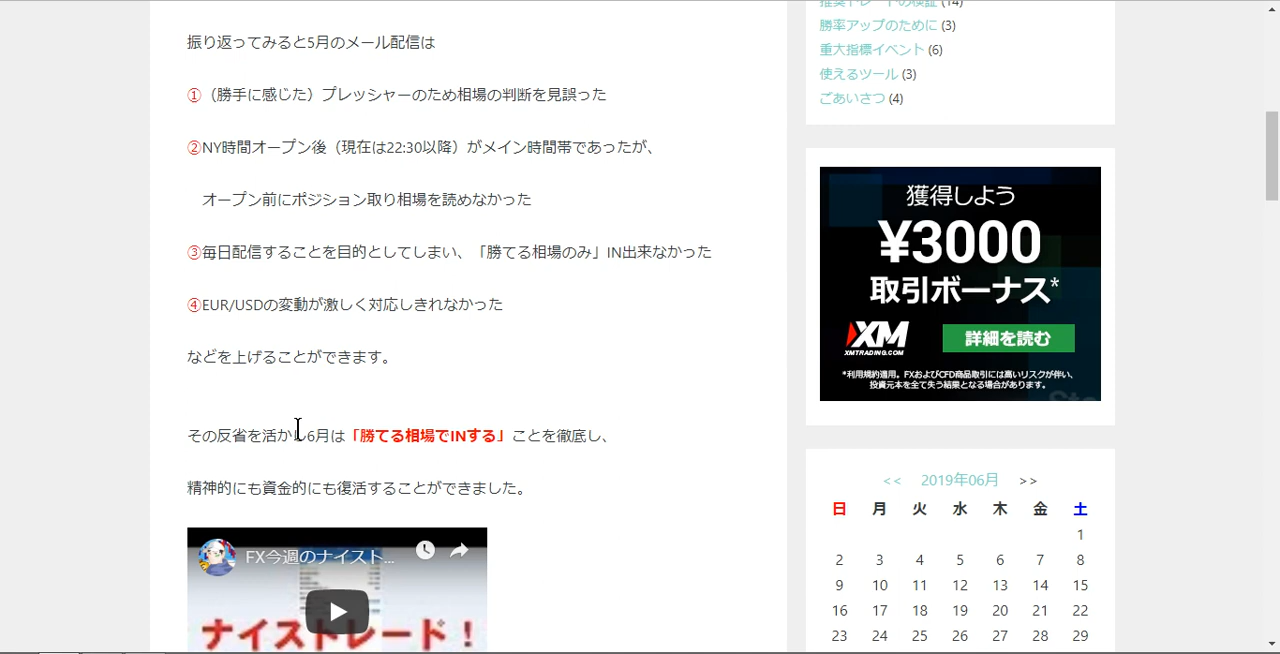 振り返ってみると5月のメール配信は
①（勝手に感じた）プレッシャーのため相場の判断を見誤った
②NY時間オープン後（現在は22:30以降）がメイン時間帯であったが、
オープン前にポジション取り相場を読めなかった
③毎日配信することを目的としてしまい、「勝てる相場のみ」IN出来なかった
④EUR/USDの変動が激しく対応しきれなかった
などを上げることができます。
その反省を活かし6月は「勝てる相場でINする」ことを徹底し、
精神的にも資金的にも復活することができました。
FX今週のナイスト...
ナイストレード！
推奨トレードの検証 (14)
勝率アップのために (3)
重大指標イベント (6)
使えるツール (3)
ごあいさつ (4)
獲得しよう
¥3000
取引ボーナス*
XM
XMTRADING.COM
詳細を読む
*利用規約適用。FXおよびCFD商品取引には高いリスクが伴い、
投資元本を全て失う結果となる場合があります。
<< 2019年06月 >>
日 月 火 水 木 金 土
1
2 3 4 5 6 7 8
9 10 11 12 13 14 15
16 17 18 19 20 21 22
23 24 25 26 27 28 29